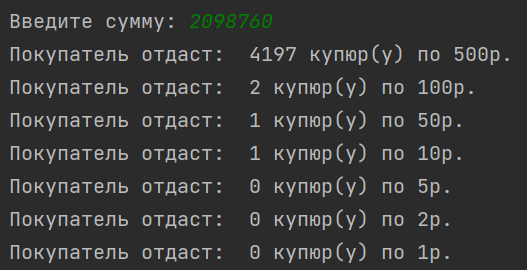 Введите сумму: 2098760
Покупатель отдаст:  4197 купюр(у) по 500р.
Покупатель отдаст:  2 купюр(у) по 100р.
Покупатель отдаст:  1 купюр(у) по 50р.
Покупатель отдаст:  1 купюр(у) по 10р.
Покупатель отдаст:  0 купюр(у) по 5р.
Покупатель отдаст:  0 купюр(у) по 2р.
Покупатель отдаст:  0 купюр(у) по 1р.